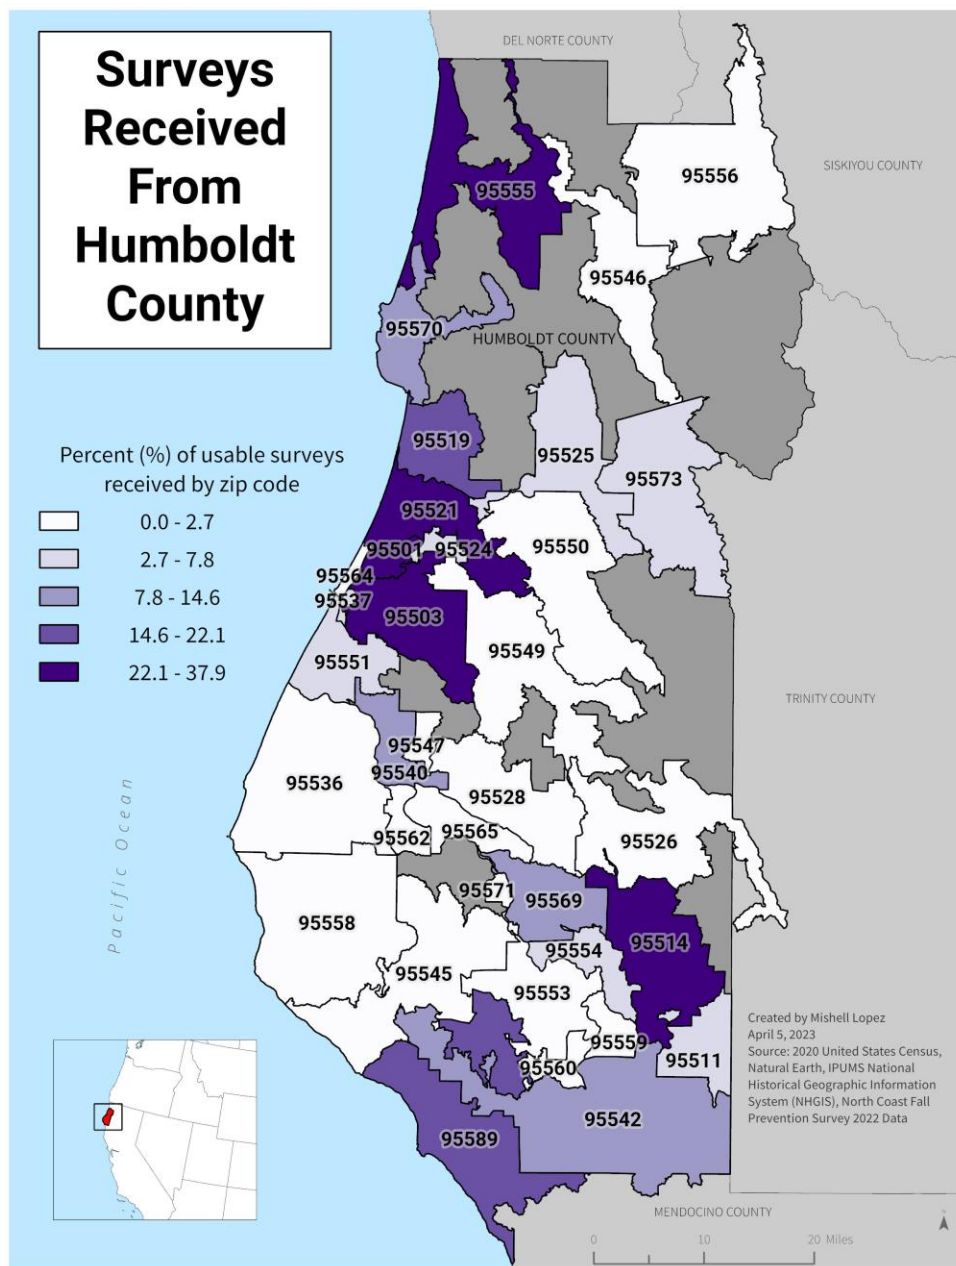 Surveys
Received
From
Humboldt
County
DEL NORTE COUNTY
SISKIYOU COUNTY
95555
95556
95546
95570
HUMBOLDT COUNTY
95519
95525
95573
Percent (%) of usable surveys
received by zip code
0.0 - 2.7
2.7 - 7.8
7.8 - 14.6
14.6 - 22.1
22.1 - 37.9
95521
95501
95524
95550
95564
95537
95503
95551
95549
TRINITY COUNTY
95547
95540
95536
95528
95562
95565
95526
Pacific Ocean
95571
95569
95558
95554
95514
95545
95553
95559
95511
95560
95542
95589
Created by Mishell Lopez
April 5, 2023
Source: 2020 United States Census,
Natural Earth, IPUMS National
Historical Geographic Information
System (NHGIS), North Coast Fall
Prevention Survey 2022 Data
MENDOCINO COUNTY
0 10 20 Miles